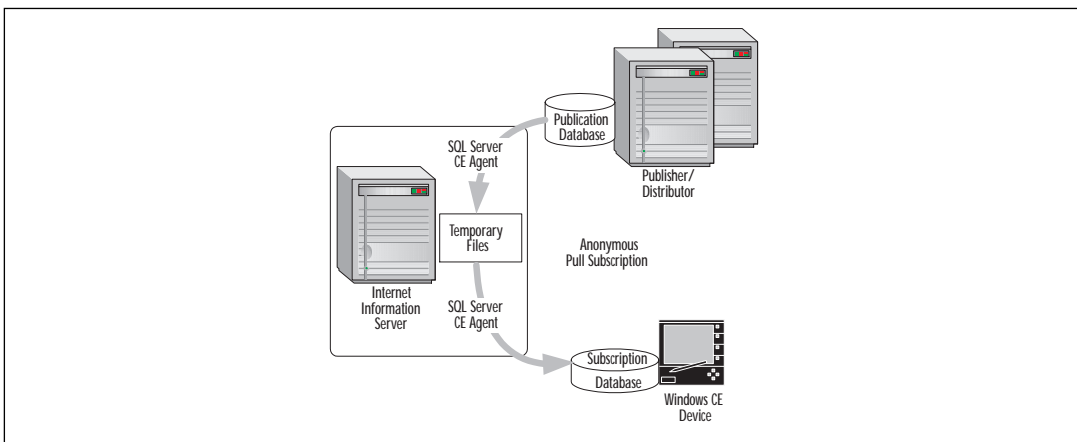 Publication
Database
SQL Server
CE Agent
Publisher/
Distributor
Temporary
Files
Anonymous
Pull Subscription
Internet
Information
Server
SQL Server
CE Agent
Subscription
Database
Windows CE
Device